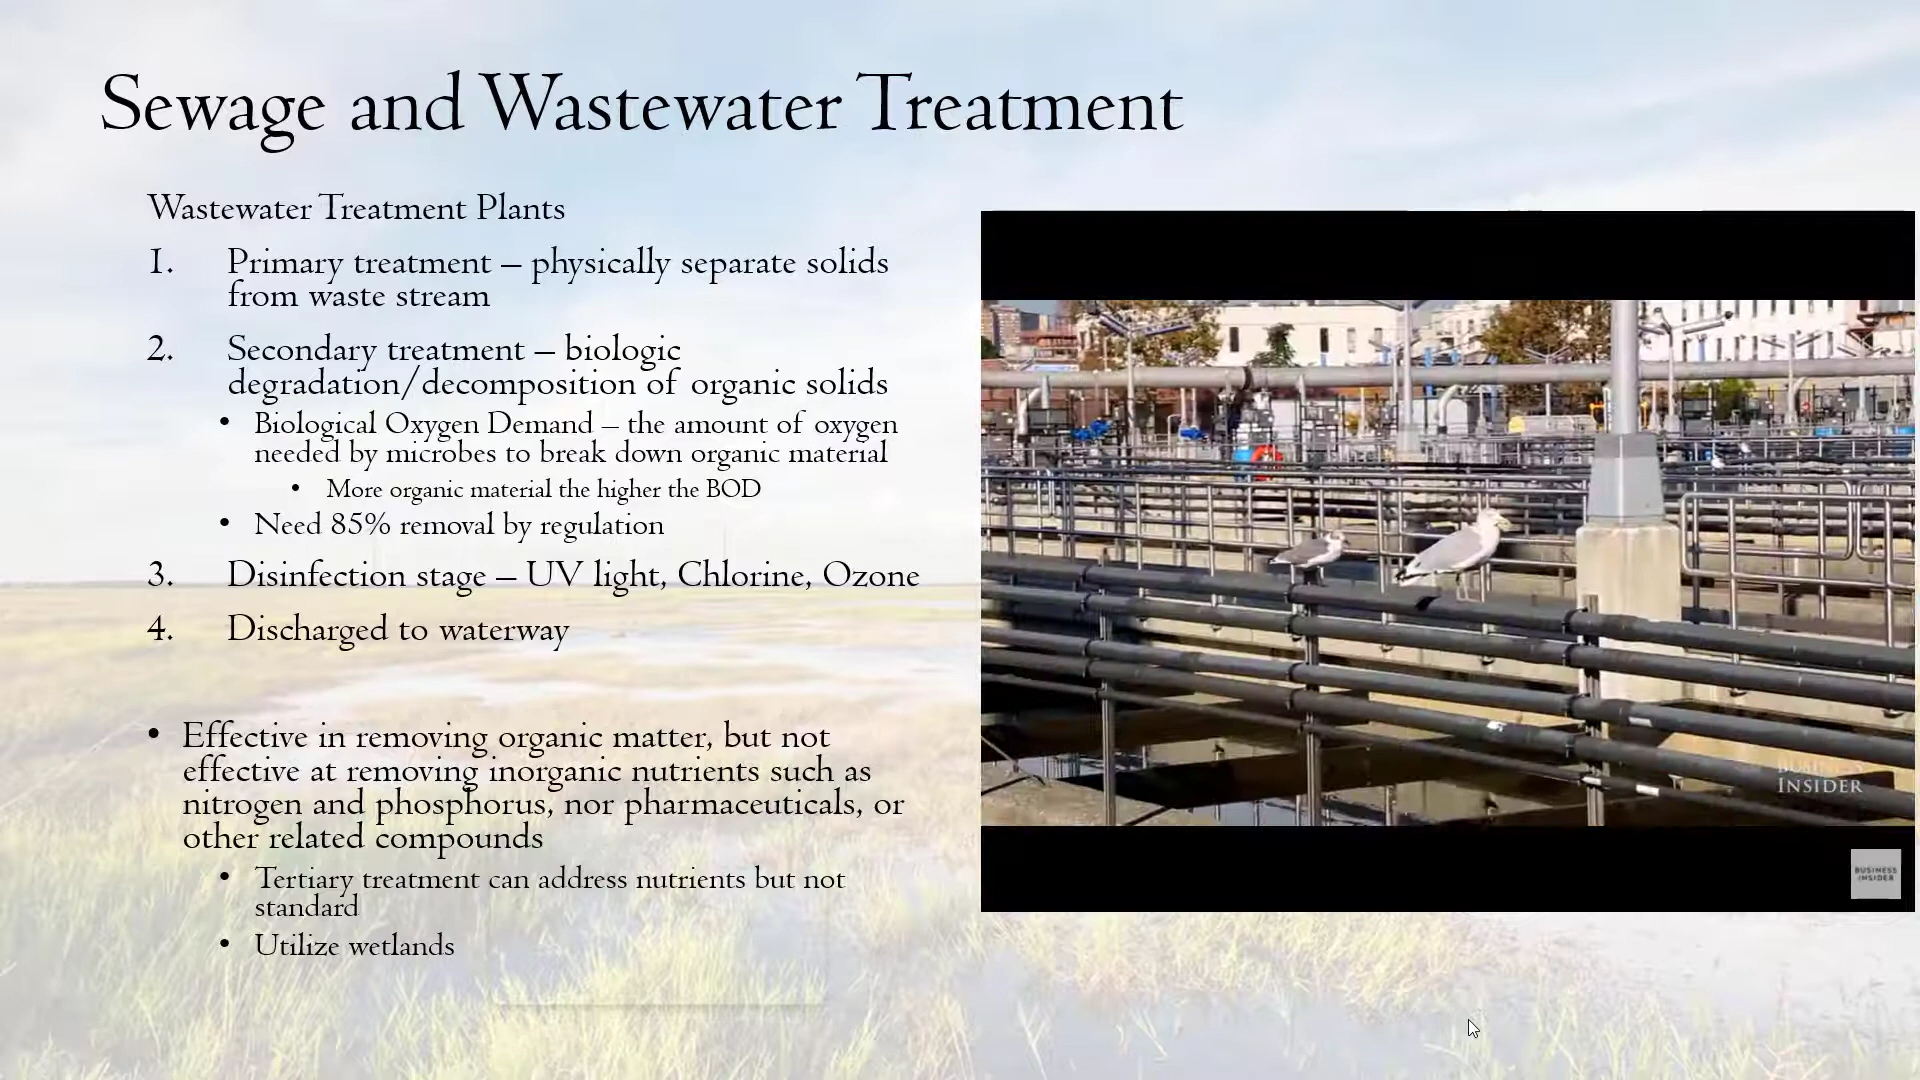 Sewage and Wastewater Treatment
Wastewater Treatment Plants
1. Primary treatment – physically separate solids
from waste stream
2. Secondary treatment – biologic
degradation/decomposition of organic solids
• Biological Oxygen Demand – the amount of oxygen
needed by microbes to break down organic material
• More organic material the higher the BOD
• Need 85% removal by regulation
3. Disinfection stage – UV light, Chlorine, Ozone
4. Discharged to waterway
• Effective in removing organic matter, but not
effective at removing inorganic nutrients such as
nitrogen and phosphorus, nor pharmaceuticals, or
other related compounds
• Tertiary treatment can address nutrients but not
standard
• Utilize wetlands
BUSINESS
INSIDER
BUSINESS
INSIDER